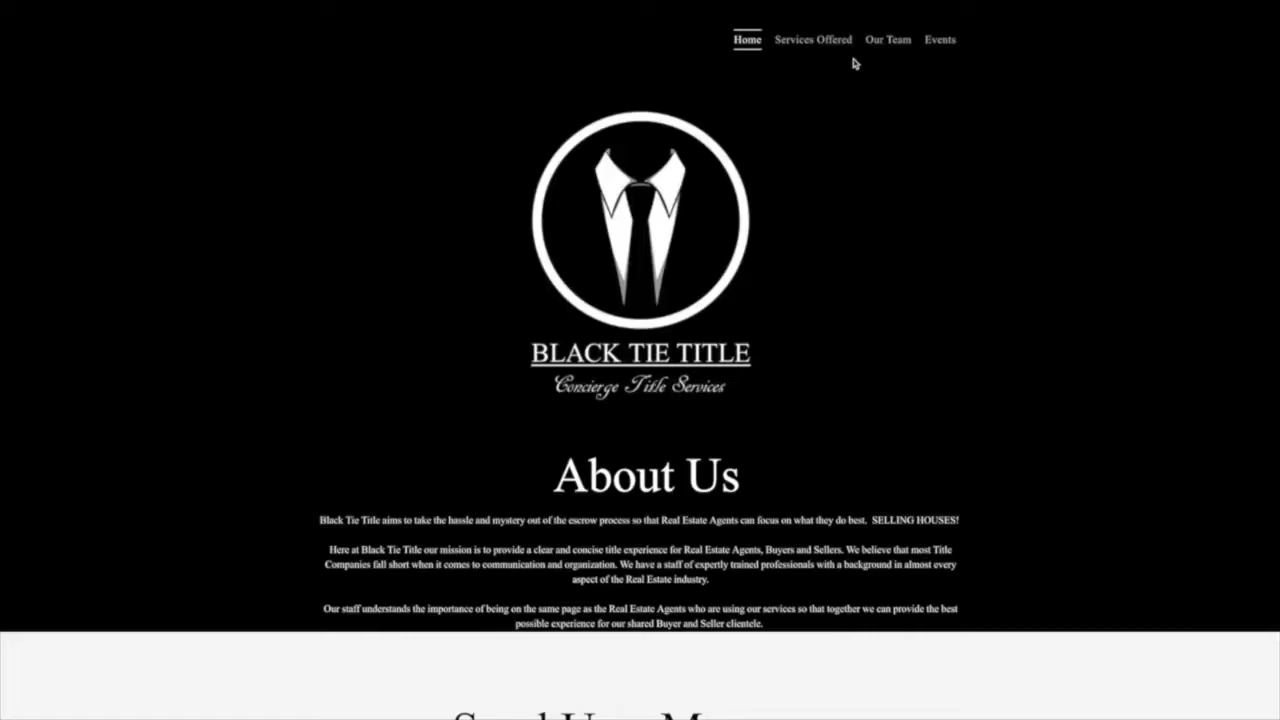 Home Services Offered Our Team Events
BLACK TIE TITLE
Concierge Title Services
About Us
Black Tie Title aims to take the hassle and mystery out of the escrow process so that Real Estate Agents can focus on what they do best. SELLING HOUSES!
Here at Black Tie Title our mission is to provide a clear and concise title experience for Real Estate Agents, Buyers and Sellers. We believe that most Title
Companies fall short when it comes to communication and organization. We have a staff of expertly trained professionals with a background in almost every
aspect of the Real Estate industry.
Our staff understands the importance of being on the same page as the Real Estate Agents who are using our services so that together we can provide the best
possible experience for our shared Buyer and Seller clientele.